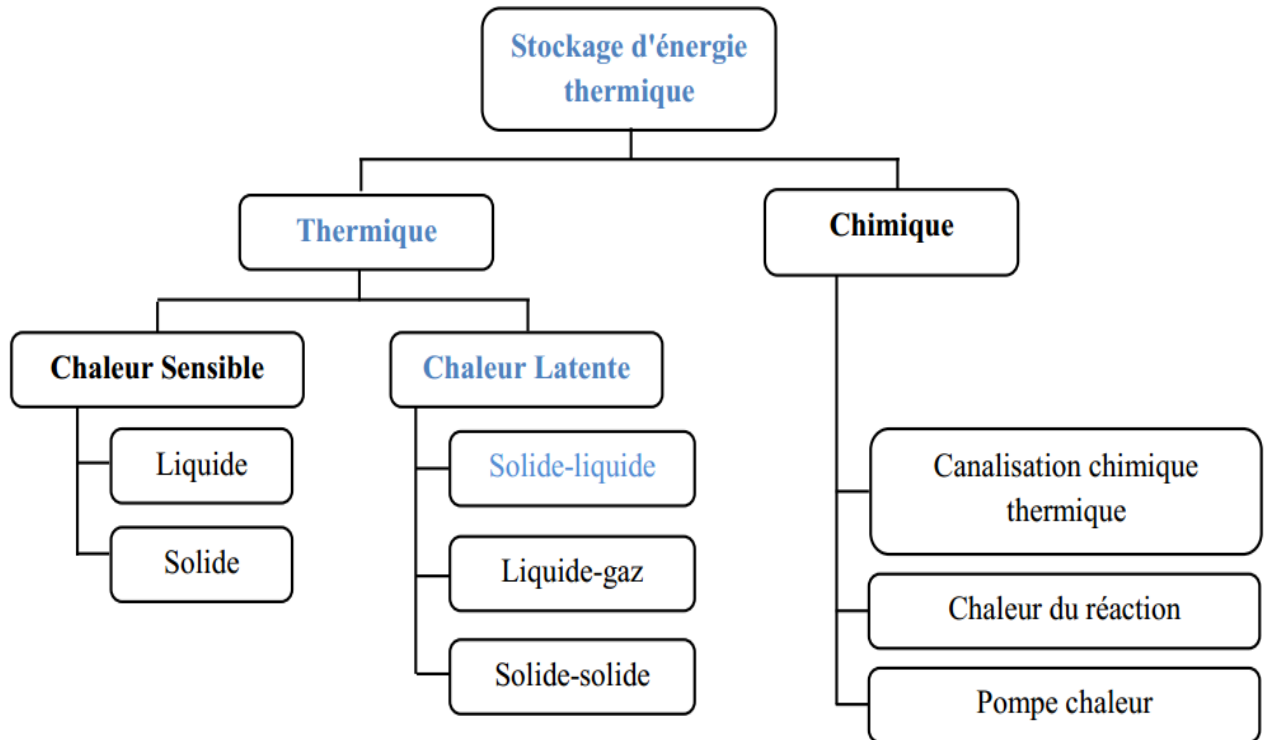 Stockage d'énergie
thermique
Thermique
Chimique
Chaleur Sensible
Chaleur Latente
Liquide
Solide
Solide-liquide
Liquide-gaz
Solide-solide
Canalisation chimique
thermique
Chaleur du réaction
Pompe chaleur